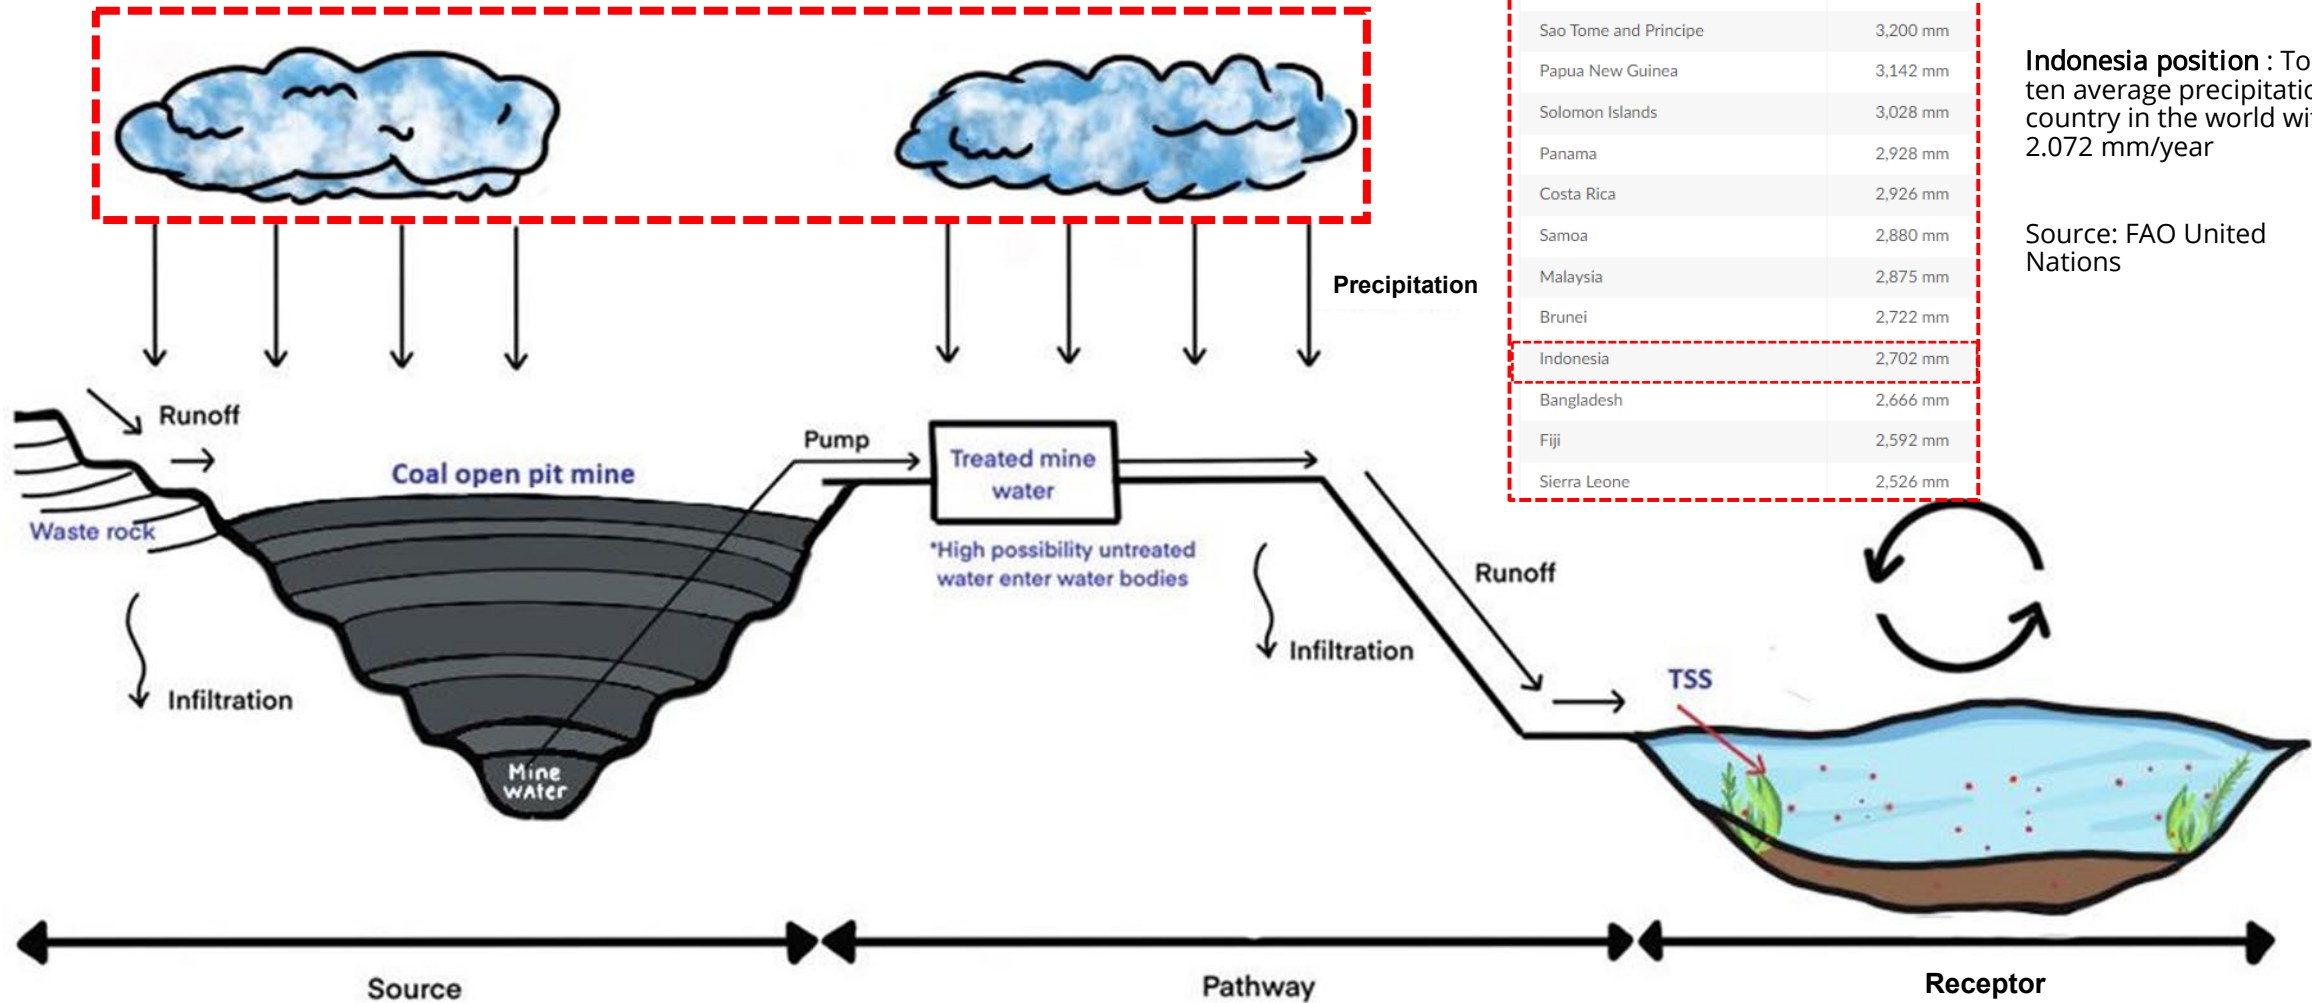 Sao Tome and Principe 3,200 mm
Papua New Guinea 3,142 mm
Solomon Islands 3,028 mm
Panama 2,928 mm
Costa Rica 2,926 mm
Samoa 2,880 mm
Malaysia 2,875 mm
Brunei 2,722 mm
Indonesia 2,702 mm
Bangladesh 2,666 mm
Fiji 2,592 mm
Sierra Leone 2,526 mm
Indonesia position : To
ten average precipitatio
country in the world wi
2.072 mm/year
Source: FAO United
Nations
Precipitation
Runoff
Waste rock
Infiltration
Coal open pit mine
Mine
water
Pump
Treated mine
water
*High possibility untreated
water enter water bodies
Infiltration
Runoff
TSS
Source
Pathway
Receptor